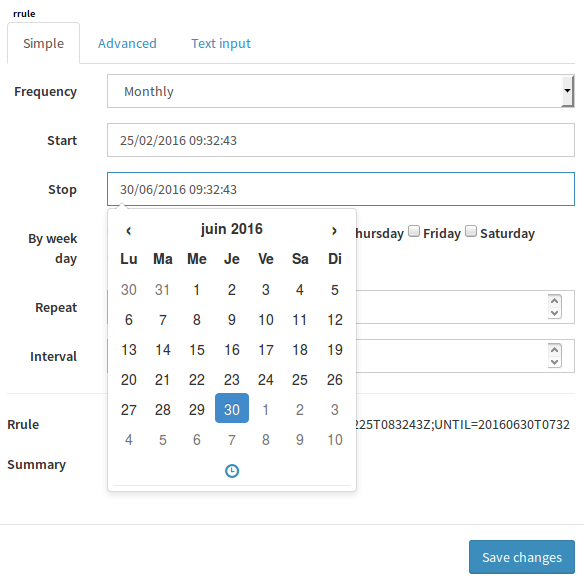 rrule
Simple Advanced Text input
Frequency Monthly
Start 25/02/2016 09:32:43
Stop 30/06/2016 09:32:43
‹ juin 2016 ›
Lu Ma Me Je Ve Sa Di
30 31 1 2 3 4 5
6 7 8 9 10 11 12
13 14 15 16 17 18 19
20 21 22 23 24 25 26
27 28 29 30 1 2 3
4 5 6 7 8 9 10
By week
day
hursday Friday Saturday
Repeat
Interval
Rrule 225T083243Z;UNTIL=20160630T0732
Summary
Save changes